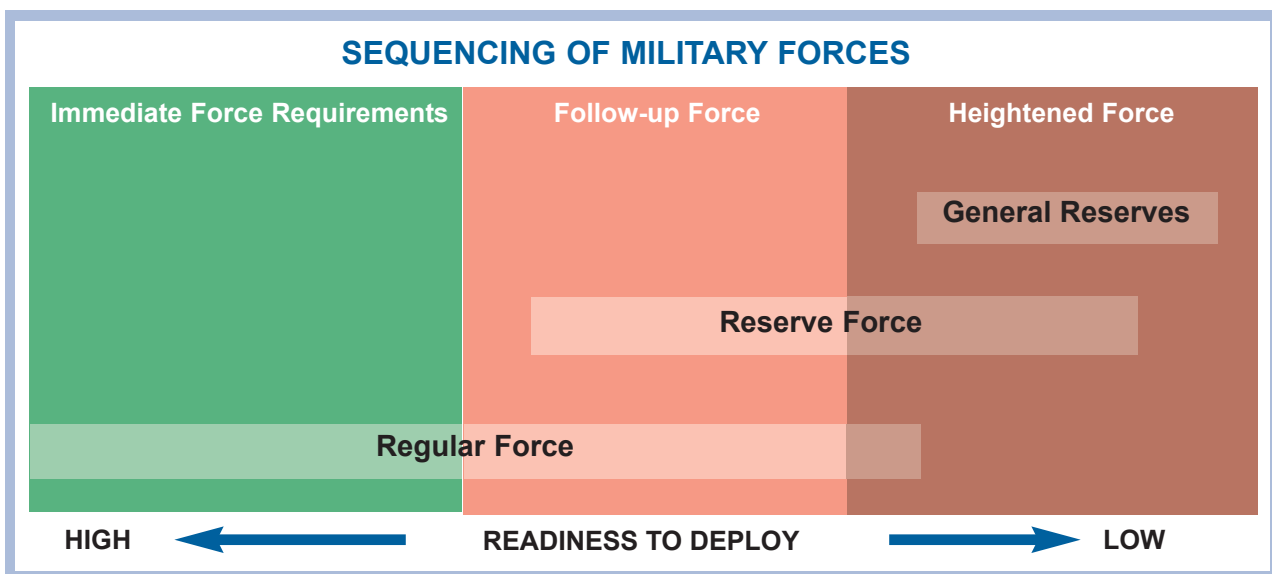 SEQUENCING OF MILITARY FORCES
Immediate Force Requirements
Follow-up Force
Heightened Force
General Reserves
Reserve Force
Regular Force
HIGH
READINESS TO DEPLOY
LOW